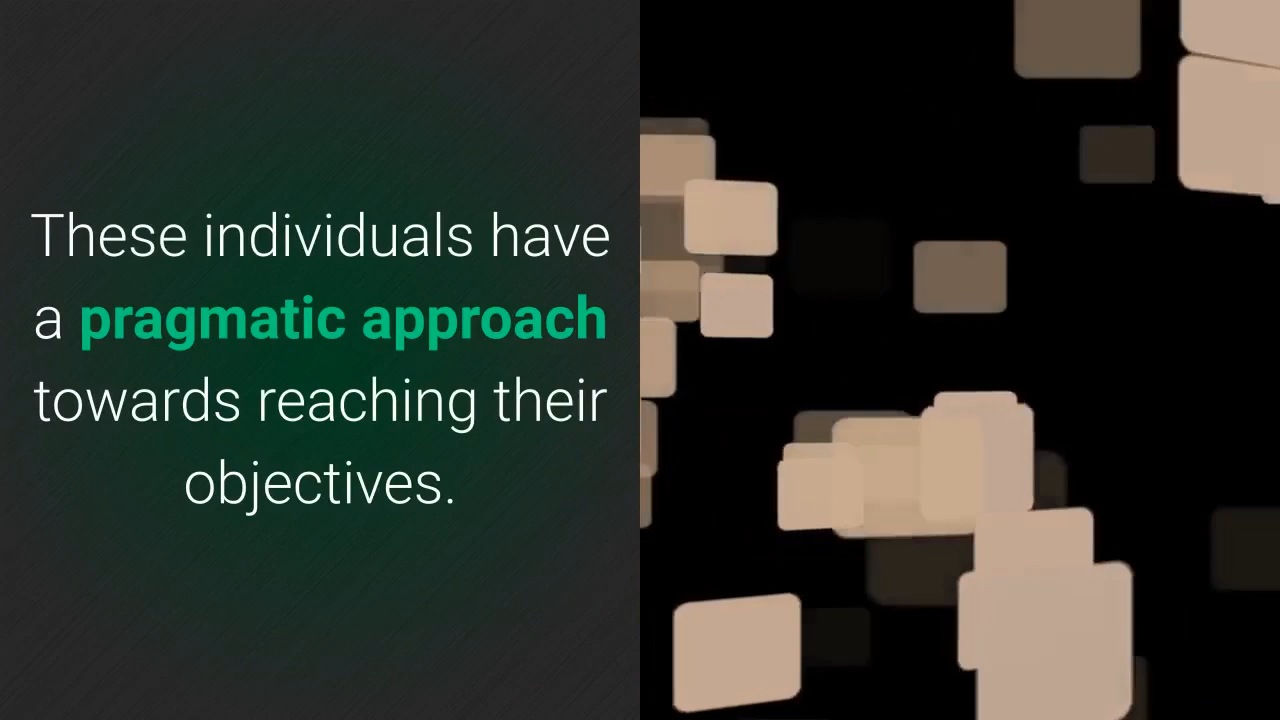 These individuals have
a pragmatic approach
towards reaching their
objectives.